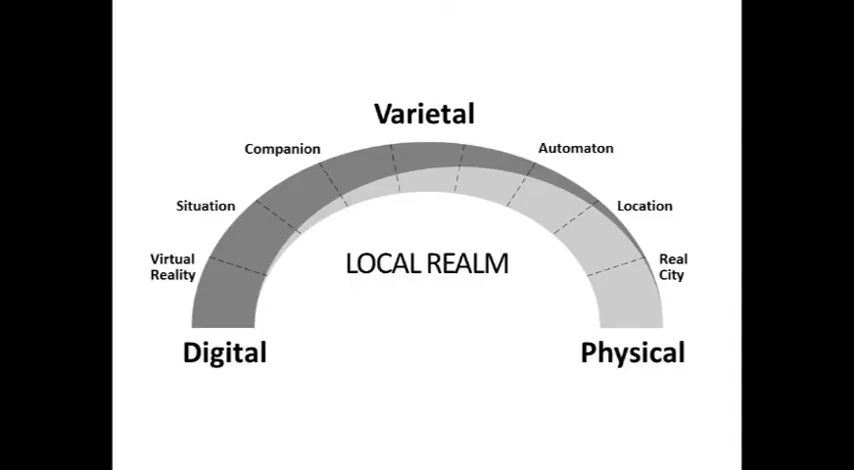 Varietal
Companion
Automaton
Situation
Location
Virtual
Reality
LOCAL REALM
Real
City
Digital
Physical